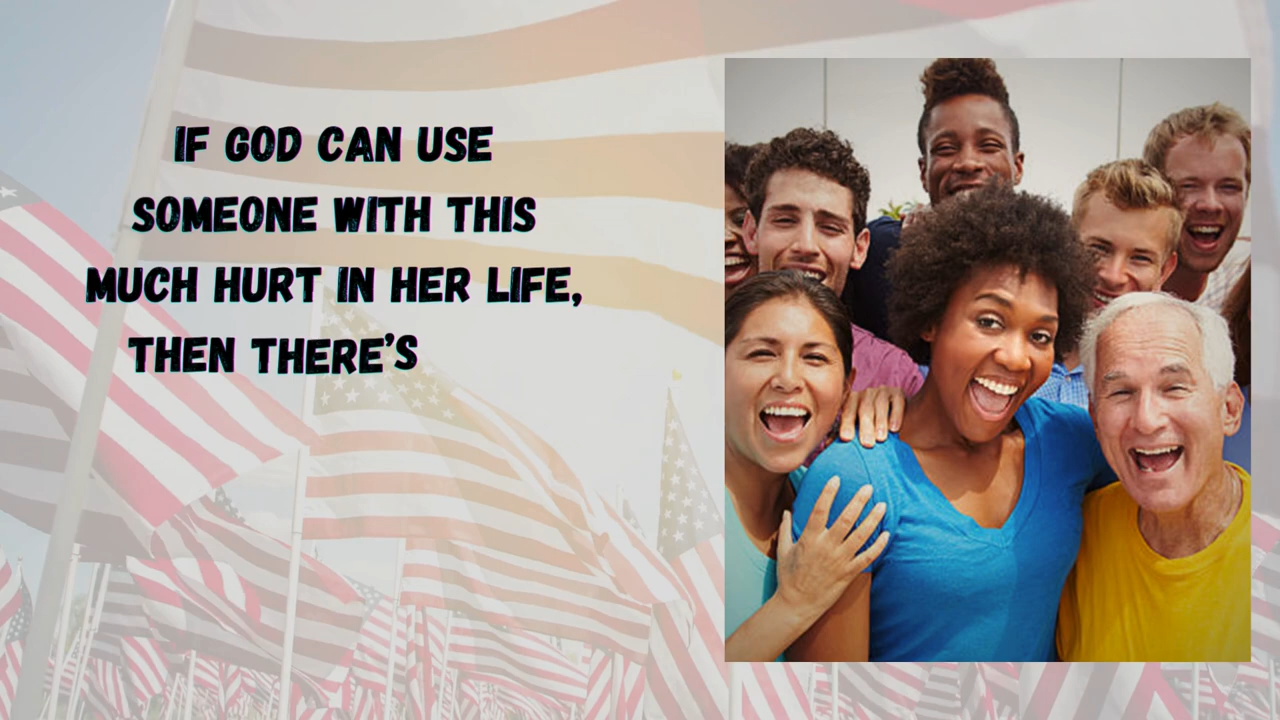 IF GOD CAN USE
SOMEONE WITH THIS
MUCH HURT IN HER LIFE,
THEN THERE’S